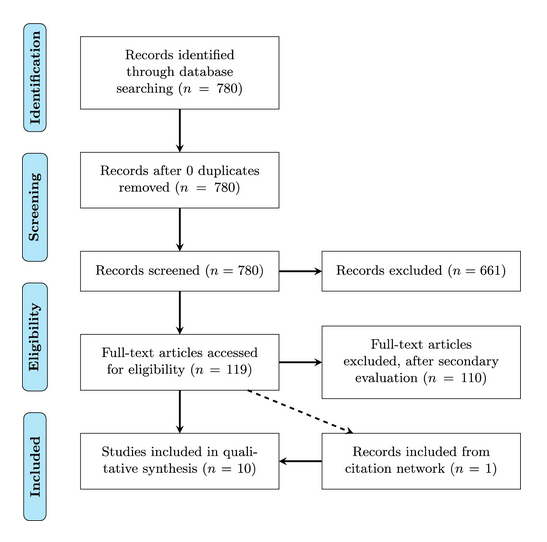 Identification
Records identified
through database
searching (n = 780)
Screening
Records after 0 duplicates
removed (n = 780)
Records screened (n = 780)
Records excluded (n = 661)
Eligibility
Full-text articles accessed
for eligibility (n = 119)
Full-text articles
excluded, after secondary
evaluation (n = 110)
Included
Studies included in quali-
tative synthesis (n = 10)
Records included from
citation network (n = 1)